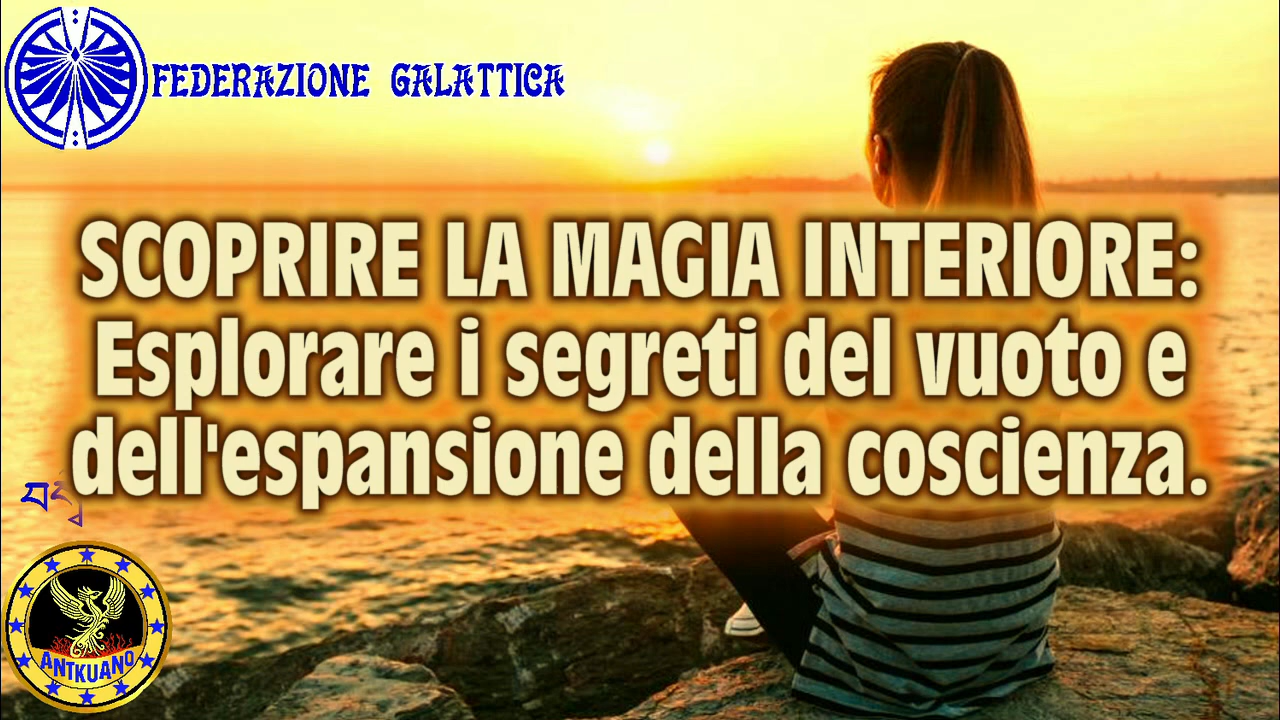 FEDERAZIONE GALATTICA
SCOPRIRE LA MAGIA INTERIORE:
Esplorare i segreti del vuoto e
dell'espansione della coscienza.
ANTKUANO